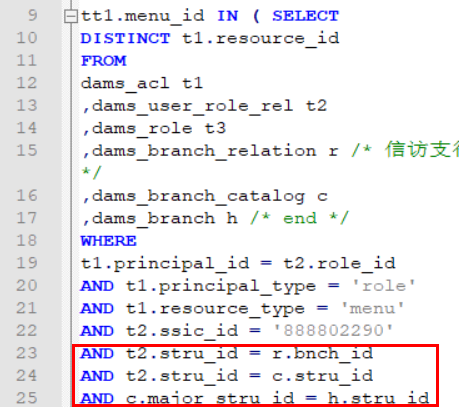 9 tt1.menu_id IN ( SELECT
10 DISTINCT t1.resource_id
11 FROM
12 dams_acl t1
13 ,dams_user_role_rel t2
14 ,dams_role t3
15 ,dams_branch_relation r /* 信访支行
*/
16 ,dams_branch_catalog c
17 ,dams_branch h /* end */
18 WHERE
19 t1.principal_id = t2.role_id
20 AND t1.principal_type = 'role'
21 AND t1.resource_type = 'menu'
22 AND t2.ssic_id = '888802290'
23 AND t2.stru_id = r.bnch_id
24 AND t2.stru_id = c.stru_id
25 AND c.major_stru_id = h.stru_id